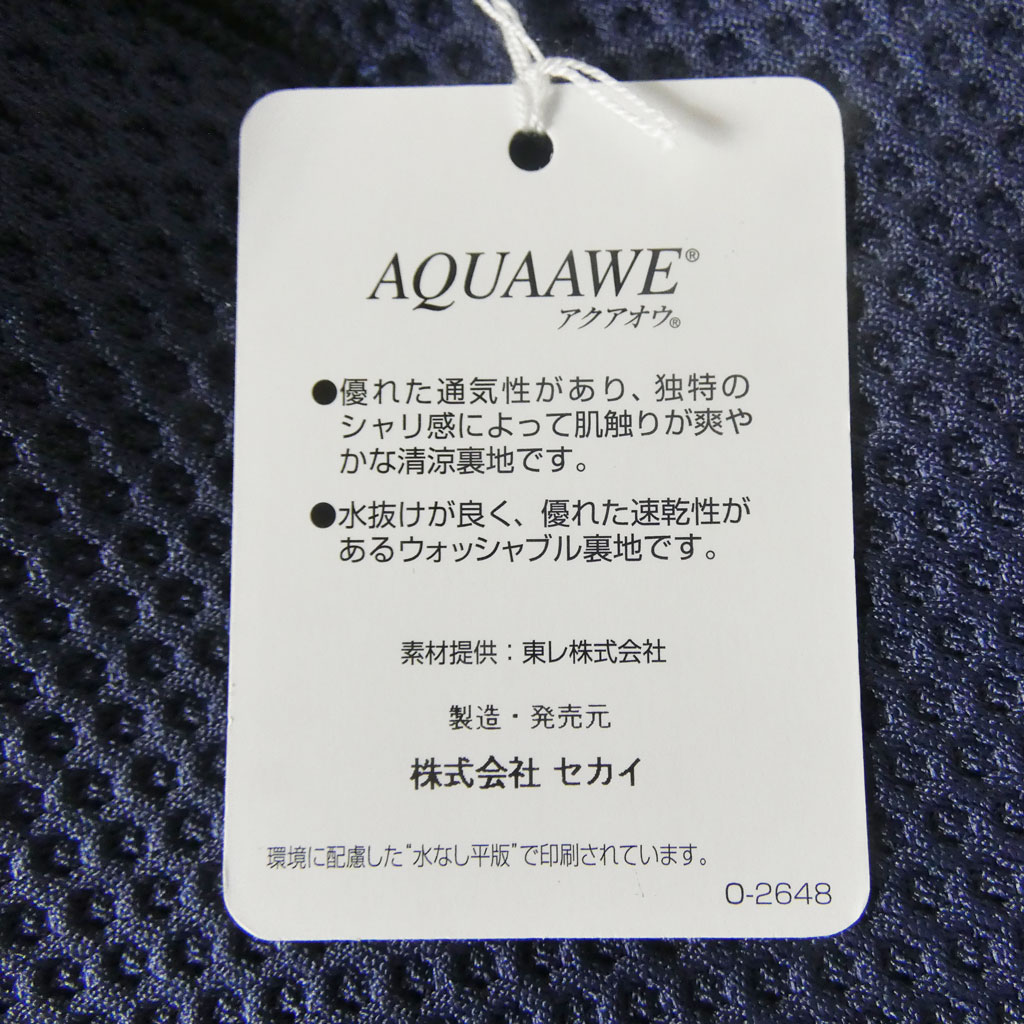 AQUAAWE®
アクアオウ®
●優れた通気性があり、独特の
シャリ感によって肌触りが爽や
かな清涼裏地です。
●水抜けが良く、優れた速乾性が
あるウォッシャブル裏地です。
素材提供：東レ株式会社
製造・発売元
株式会社 セカイ
環境に配慮した“水なし平版”で印刷されています。
O-2648